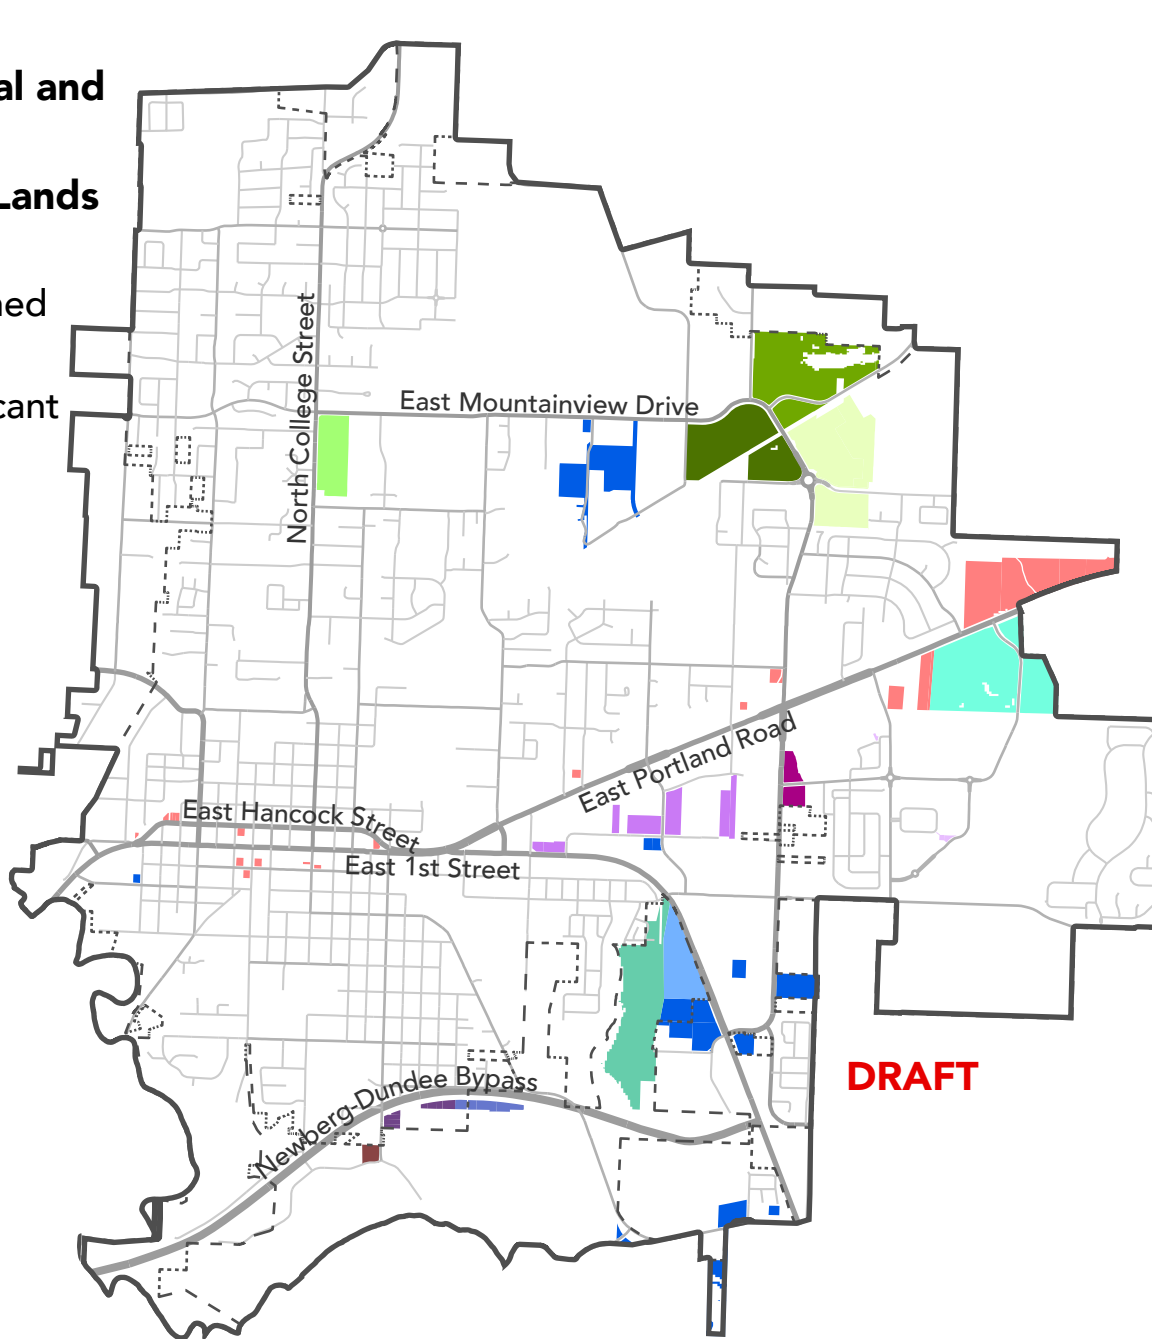 al and
Lands
ned
cant
North College Street
East Mountainview Drive
East Portland Road
East Hancock Street
East 1st Street
Newberg-Dundee Bypass
DRAFT